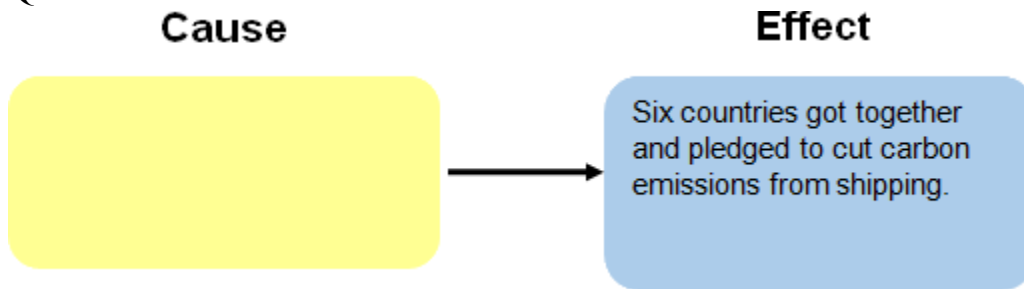 Cause
Effect
Six countries got together
and pledged to cut carbon
emissions from shipping.